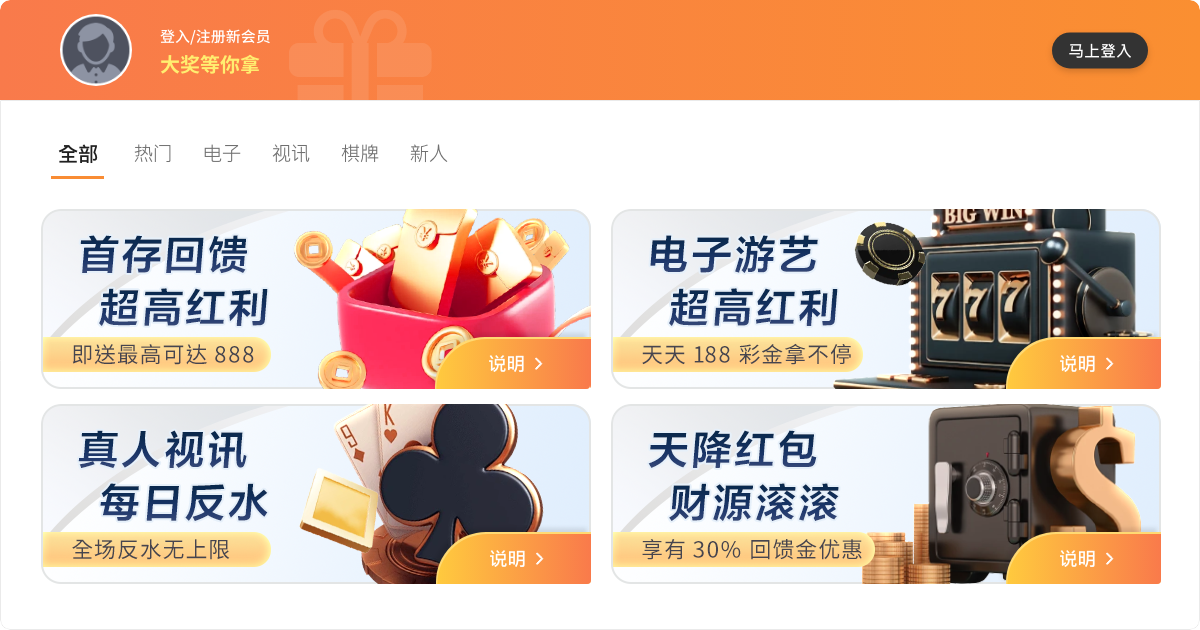 登入/注册新会员
大奖等你拿
马上登入
全部 热门 电子 视讯 棋牌 新人
首存回馈
超高红利
即送最高可达 888
说明
BIG WIN
电子游艺
超高红利
777
天天 188 彩金拿不停
说明
Q
K
真人视讯
每日反水
全场反水无上限
说明
天降红包
财源滚滚
享有 30% 回馈金优惠
说明